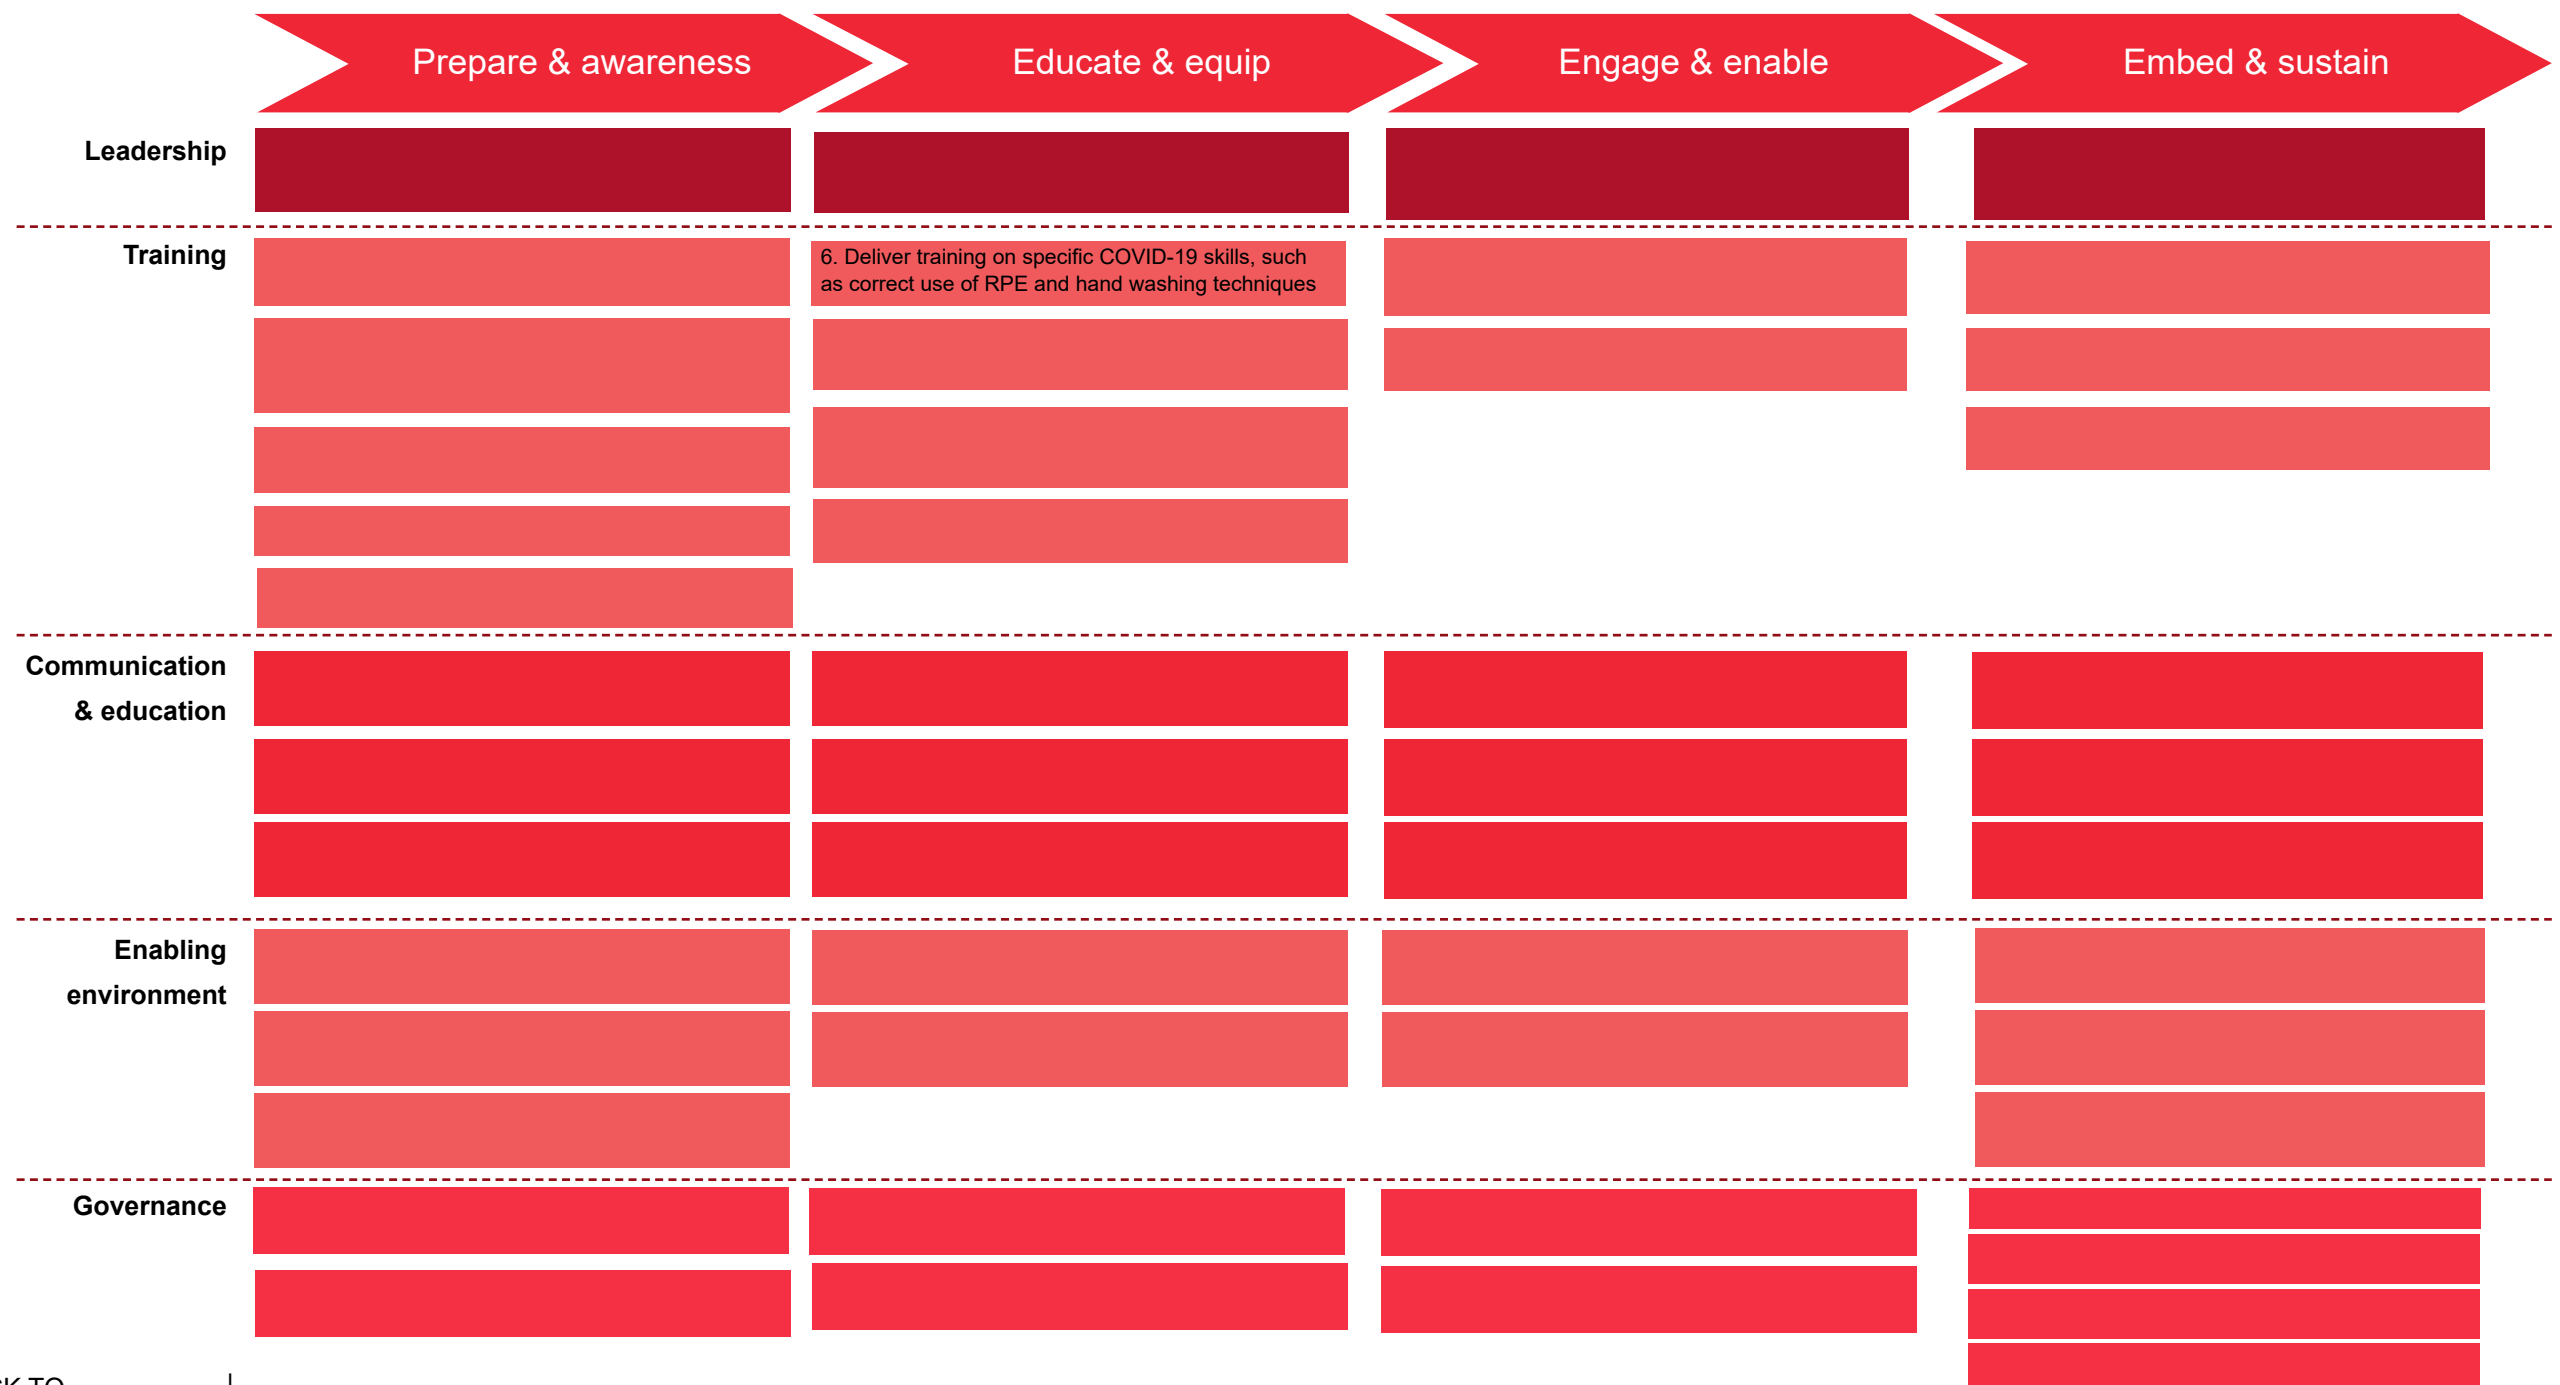 Prepare & awareness
Educate & equip
Engage & enable
Embed & sustain
Leadership
Training
6. Deliver training on specific COVID-19 skills, such
as correct use of RPE and hand washing techniques
Communication
& education
Enabling
environment
Governance
TO